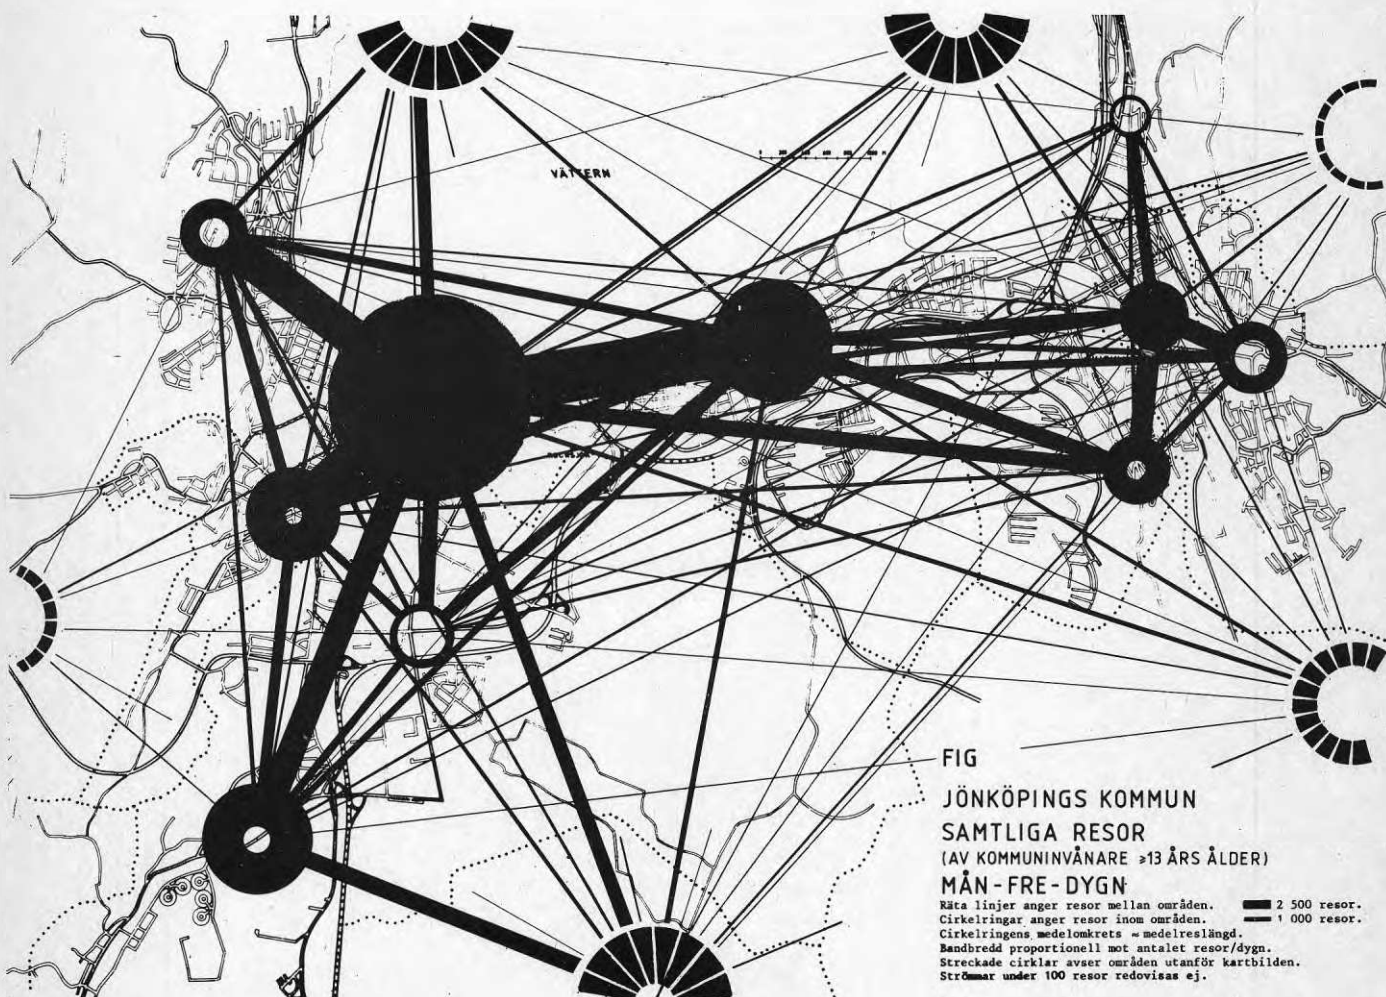 VÄTTERN
FIG
JÖNKÖPINGS KOMMUN
SAMTLIGA RESOR
(AV KOMMUNINVÅNARE ≥13 ÅRS ÅLDER)
MÅN-FRE-DYGN
Räta linjer anger resor mellan områden. 2 500 resor.
Cirkelringar anger resor inom områden. 1 000 resor.
Cirkelringens medelomkrets ≈ medelreslängd.
Bandbredd proportionell mot antalet resor/dygn.
Streckade cirklar avser områden utanför kartbilden.
Strömmar under 100 resor redovisas ej.